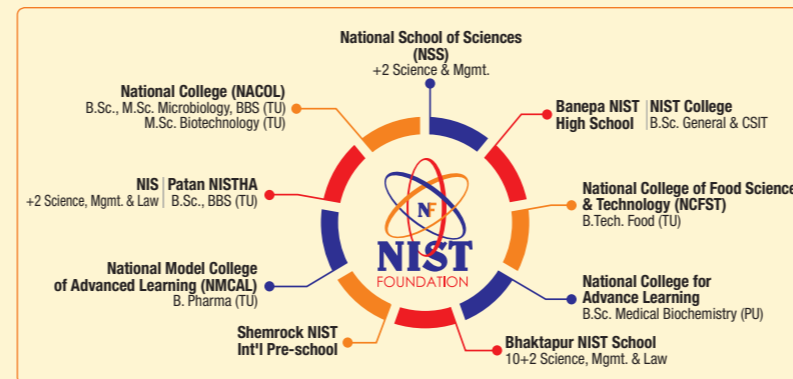 National School of Sciences
(NSS)
+2 Science & Mgmt.
National College (NACOL)
B.Sc., M.Sc. Microbiology, BBS (TU)
M.Sc. Biotechnology (TU)
Banepa NIST
High School
NIST College
B.Sc. General & CSIT
NIS
+2 Science, Mgmt. & Law
Patan NISTHA
B.Sc., BBS (TU)
National College of Food Science
& Technology (NCFST)
B.Tech. Food (TU)
NF
NIST
FOUNDATION
National Model College
of Advanced Learning (NMCAL)
B. Pharma (TU)
National College for
Advance Learning
B.Sc. Medical Biochemistry (PU)
Shemrock NIST
Int'l Pre-school
Bhaktapur NIST School
10+2 Science, Mgmt. & Law